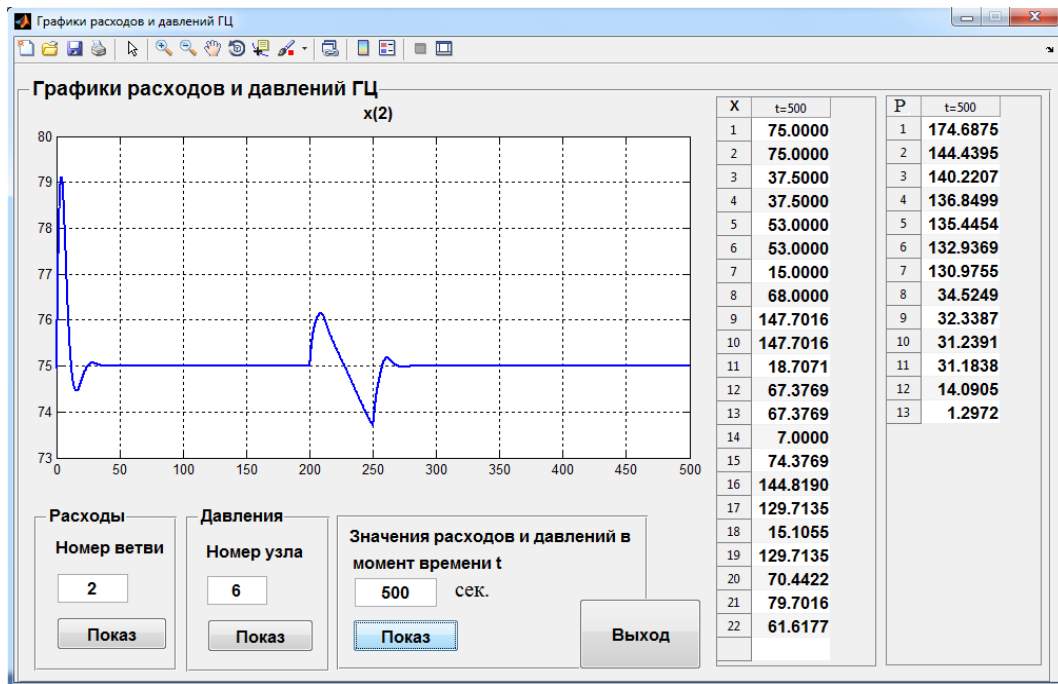 Графики расходов и давлений ГЦ
Графики расходов и давлений ГЦ
x(2)
80
79
78
77
76
75
74
73
0 50 100 150 200 250 300 350 400 450 500
Расходы
Номер ветви
2
Показ
Давления
Номер узла
6
Показ
Значения расходов и давлений в
момент времени t
500 сек.
Показ
Выход
X t=500
1 75.0000
2 75.0000
3 37.5000
4 37.5000
5 53.0000
6 53.0000
7 15.0000
8 68.0000
9 147.7016
10 147.7016
11 18.7071
12 67.3769
13 67.3769
14 7.0000
15 74.3769
16 144.8190
17 129.7135
18 15.1055
19 129.7135
20 70.4422
21 79.7016
22 61.6177
P t=500
1 174.6875
2 144.4395
3 140.2207
4 136.8499
5 135.4454
6 132.9369
7 130.9755
8 34.5249
9 32.3387
10 31.2391
11 31.1838
12 14.0905
13 1.2972